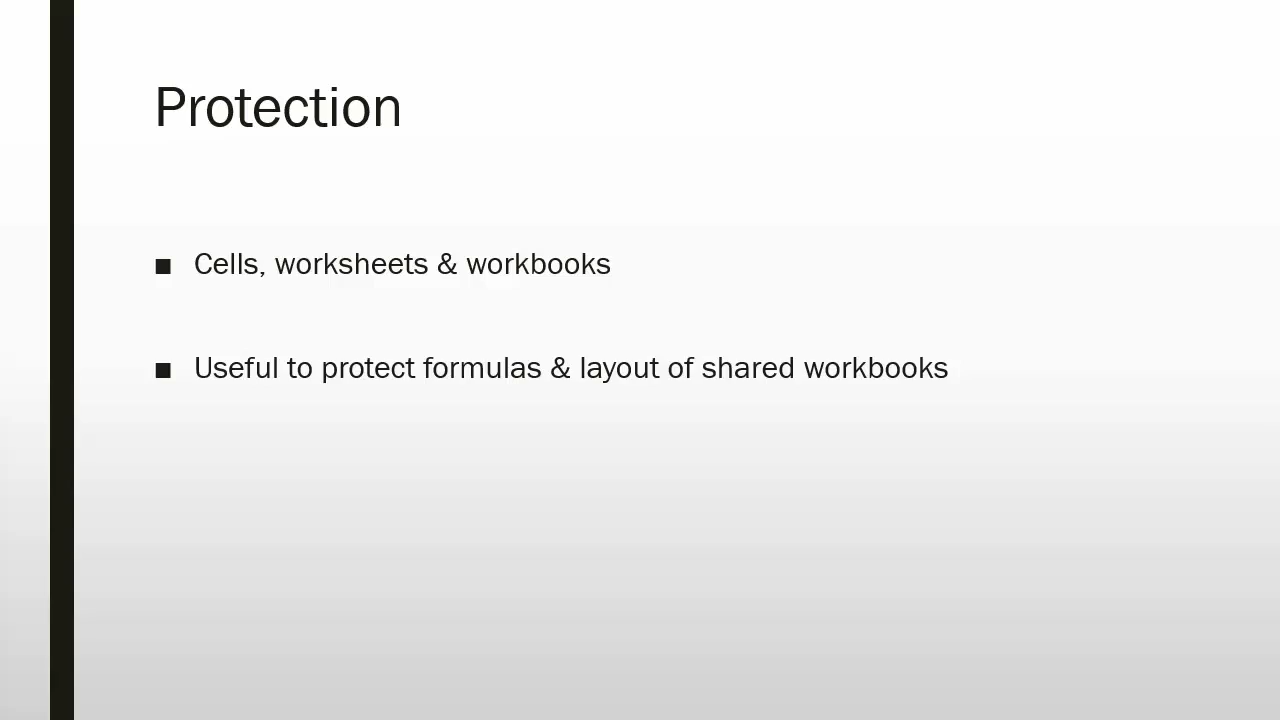 Protection
■ Cells, worksheets & workbooks
■ Useful to protect formulas & layout of shared workbooks